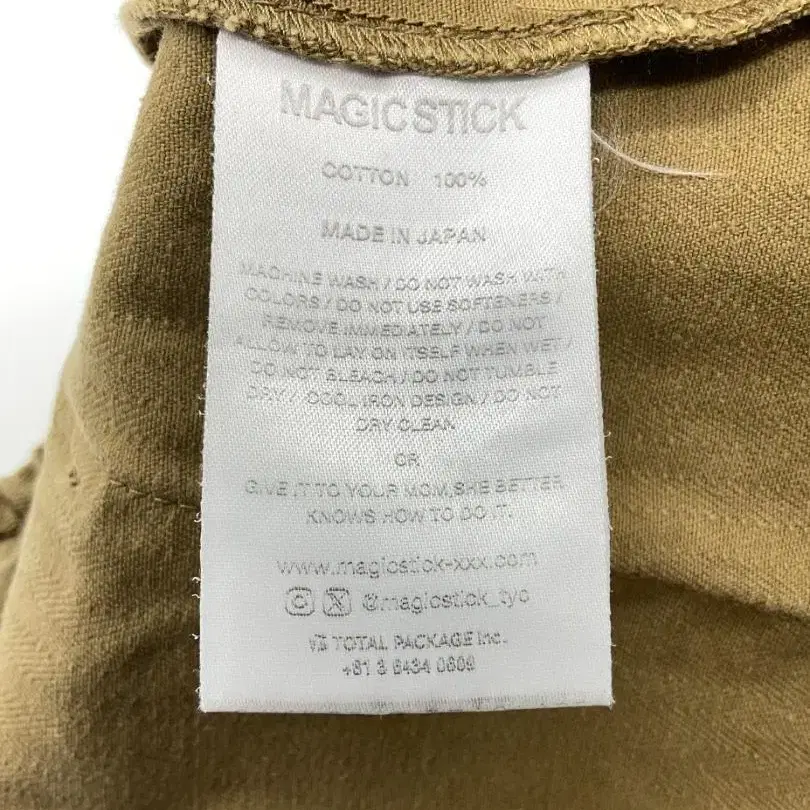 MAGIC STICK
COTTON 100%
MADE IN JAPAN
MACHINE WASH / DO NOT WASH WITH
COLORS / DO NOT USE SOFTENERS /
REMOVE IMMEDIATELY / DO NOT
ALLOW TO LAY ON ITSELF WHEN WET /
DO NOT BLEACH / DO NOT TUMBLE
DRY / COOL IRON DESIGN / DO NOT
DRY CLEAN
OR
GIVE IT TO YOUR MOM,SHE BETTER
KNOWS HOW TO DO IT.
www.magicstick-xxx.com
@magicstick_tyo
TOTAL PACKAGE Inc.
+81 3 6434 0609